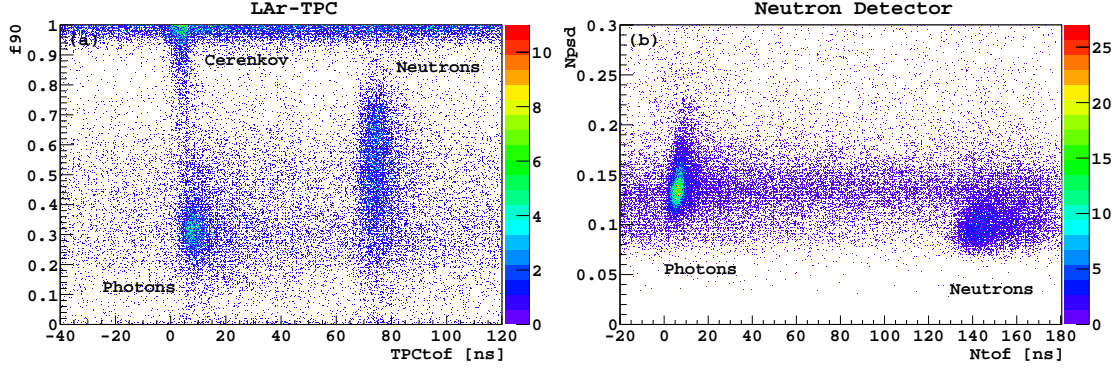 LAr-TPC
f90
(a)
Cerenkov
Neutrons
Photons
1
0.9
0.8
0.7
0.6
0.5
0.4
0.3
0.2
0.1
0
-40 -20 0 20 40 60 80 100 120
TPCtof [ns]
10
8
6
4
2
0
Neutron Detector
Npsd
(b)
Photons
Neutrons
0.3
0.25
0.2
0.15
0.1
0.05
0
-20 0 20 40 60 80 100 120 140 160 180
Ntof [ns]
25
20
15
10
5
0